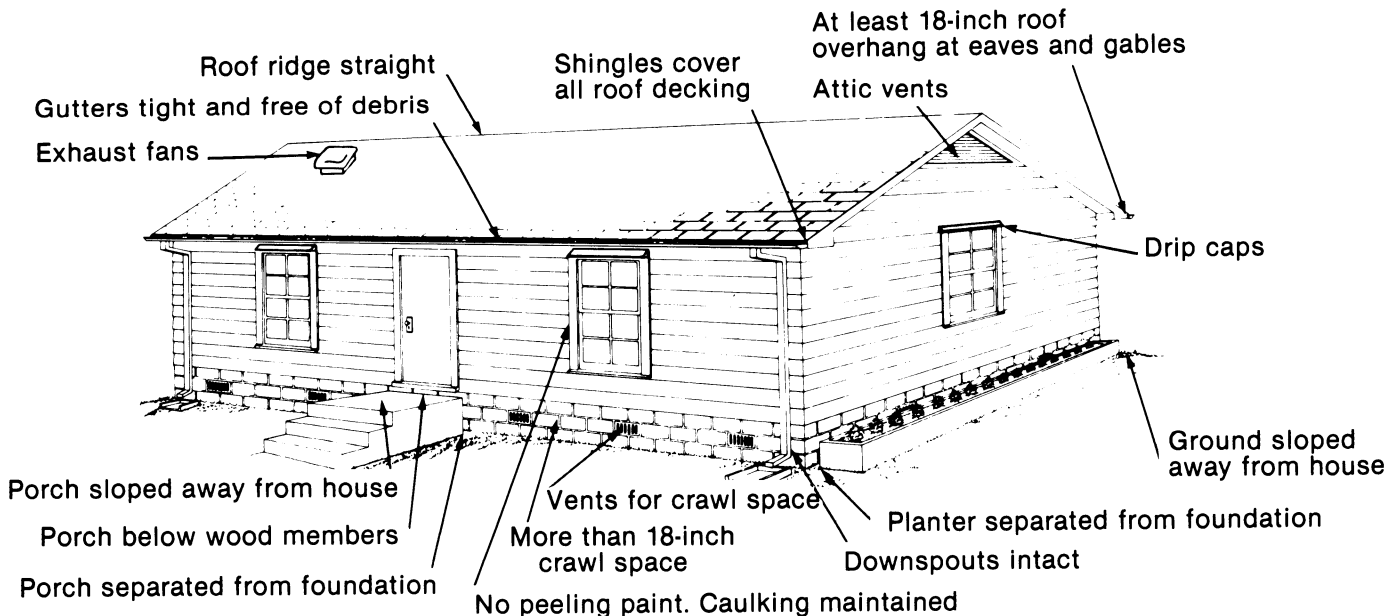 At least 18-inch roof
overhang at eaves and gables
Roof ridge straight
Shingles cover
all roof decking
Attic vents
Gutters tight and free of debris
Exhaust fans
Drip caps
Ground sloped
away from house
Porch sloped away from house
Vents for crawl space
Planter separated from foundation
Porch below wood members
More than 18-inch
crawl space
Downspouts intact
Porch separated from foundation
No peeling paint. Caulking maintained